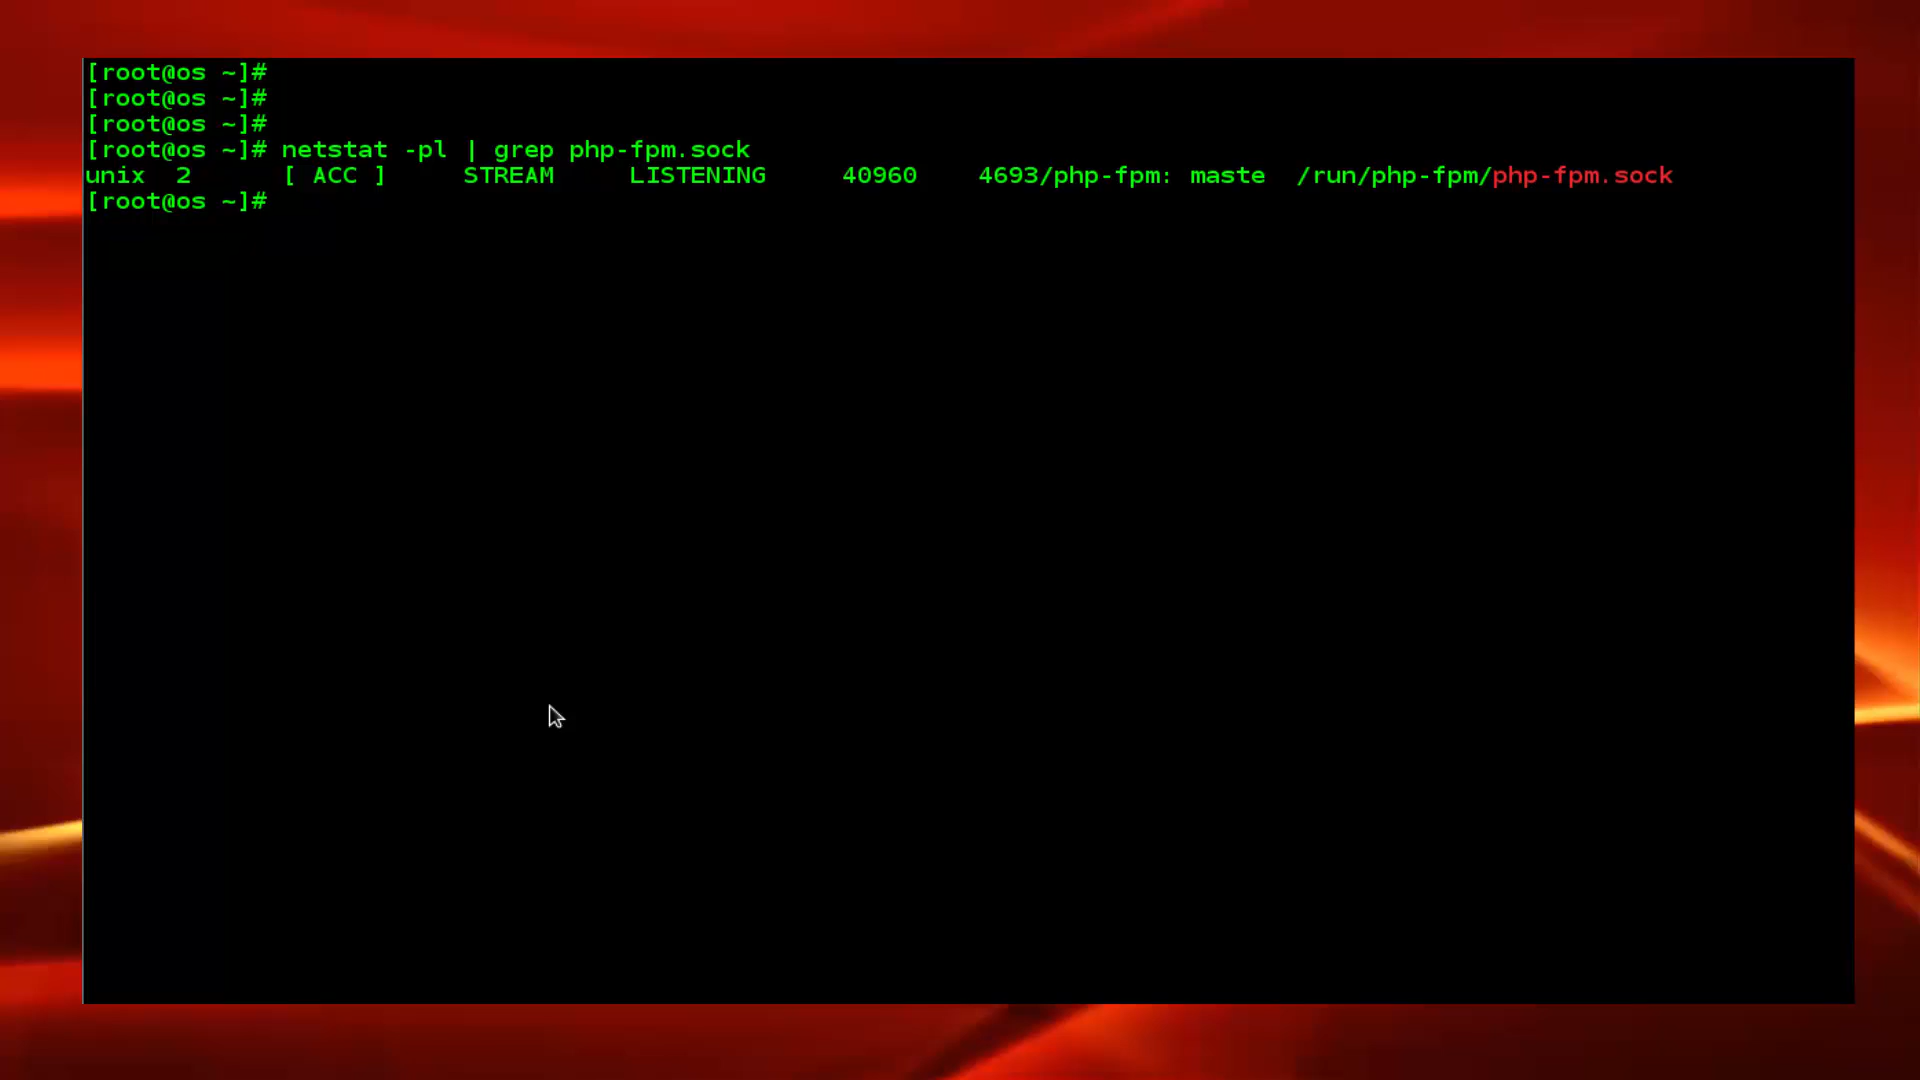 [root@os ~]#
[root@os ~]#
[root@os ~]#
[root@os ~]# netstat -pl | grep php-fpm.sock
unix  2      [ ACC ]     STREAM     LISTENING     40960    4693/php-fpm: maste  /run/php-fpm/php-fpm.sock
[root@os ~]#